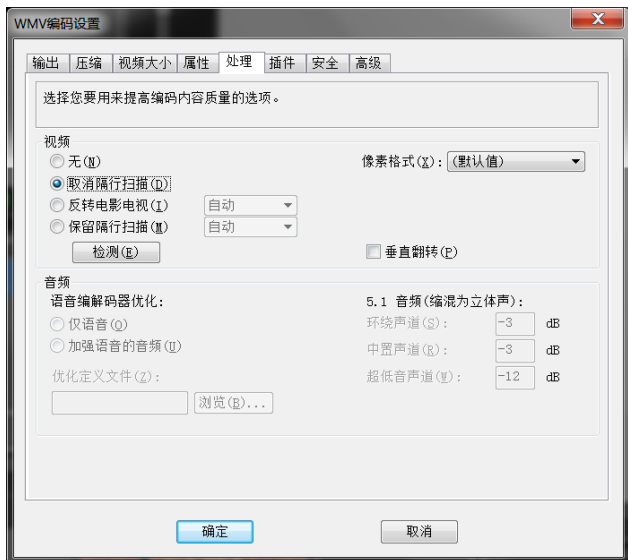 WMV编码设置
输出 压缩 视频大小 属性 处理 插件 安全 高级
选择您要用来提高编码内容质量的选项。
视频
无(N) 像素格式(X): (默认值)
取消隔行扫描(D)
反转电影电视(I) 自动
保留隔行扫描(M) 自动
检测(E) 垂直翻转(P)
音频
语音编解码器优化: 5.1 音频(缩混为立体声):
仅语音(O) 环绕声道(S): -3 dB
加强语音的音频(U) 中置声道(R): -3 dB
优化定义文件(Z): 超低音声道(W): -12 dB
浏览(B)...
确定 取消